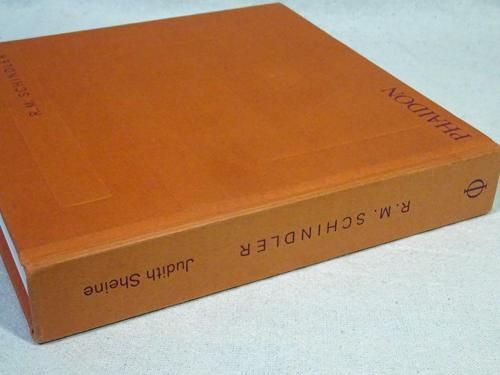 R.M. SCHINDLER
PHAIDON
Judith Sheine
R.M. SCHINDLER